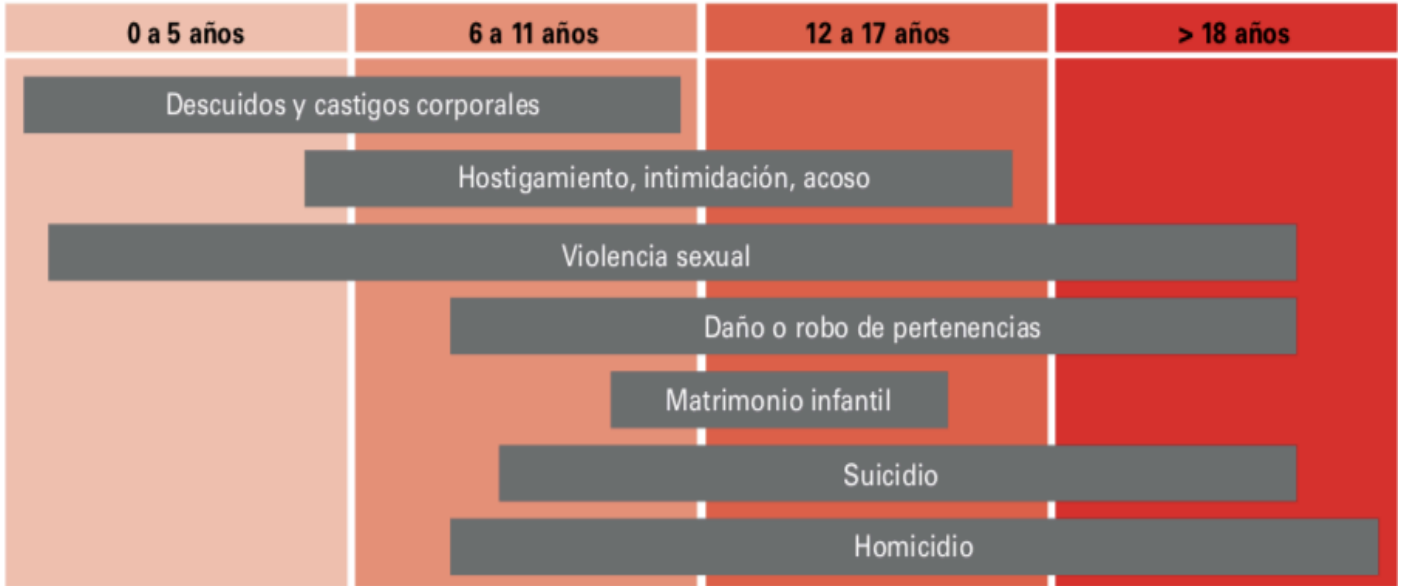 0 a 5 años
6 a 11 años
12 a 17 años
> 18 años
Descuidos y castigos corporales
Hostigamiento, intimidación, acoso
Violencia sexual
Daño o robo de pertenencias
Matrimonio infantil
Suicidio
Homicidio